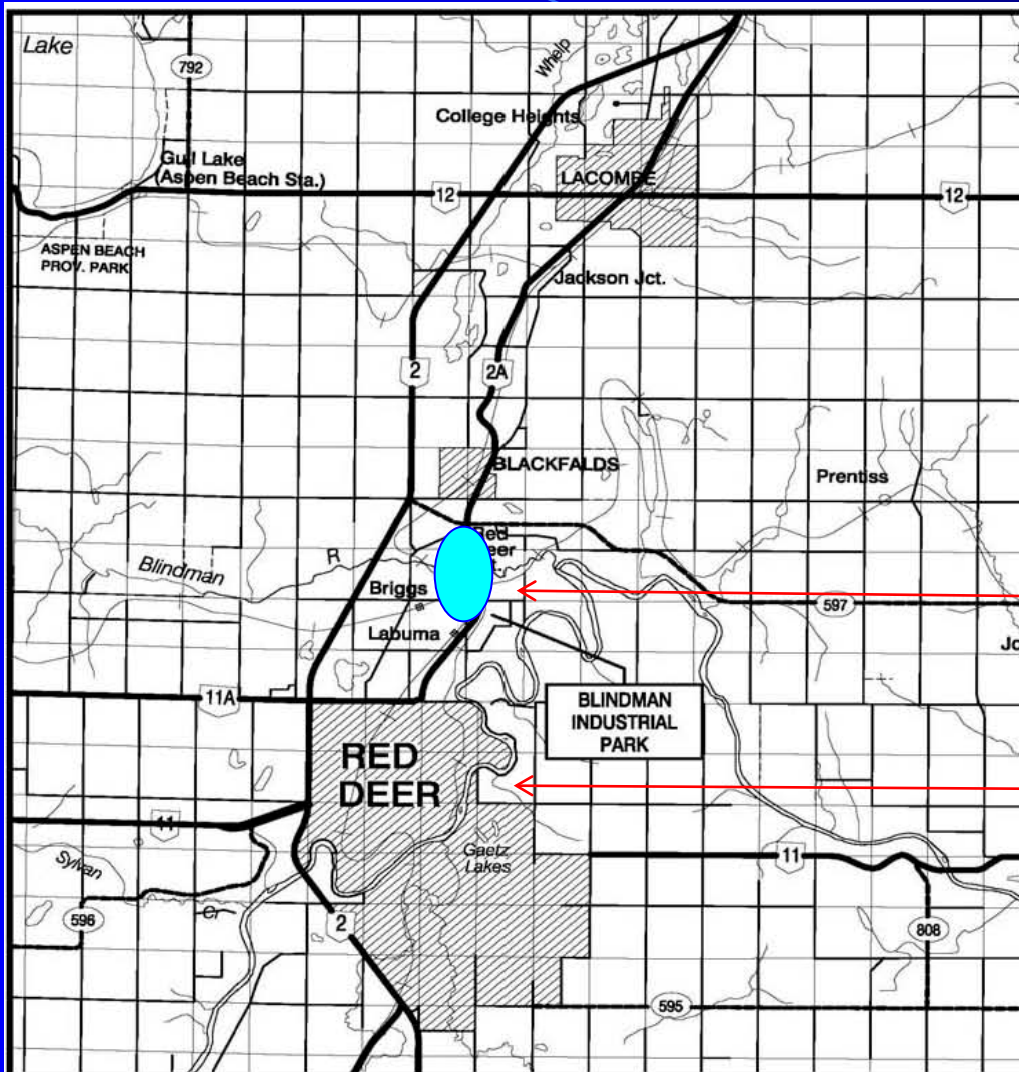 Lake
792
Whelp
College Heights
Gull Lake
(Aspen Beach Sta.)
LACOMBE
12
12
ASPEN BEACH
PROV. PARK
Jackson Jct.
2
2A
BLACKFALDS
Prentiss
Red
Blindman
R
Briggs
597
Labuma
11A
BLINDMAN
INDUSTRIAL
PARK
RED
DEER
11
Gaetz
Lakes
11
Sylvan
Cr
596
2
808
595